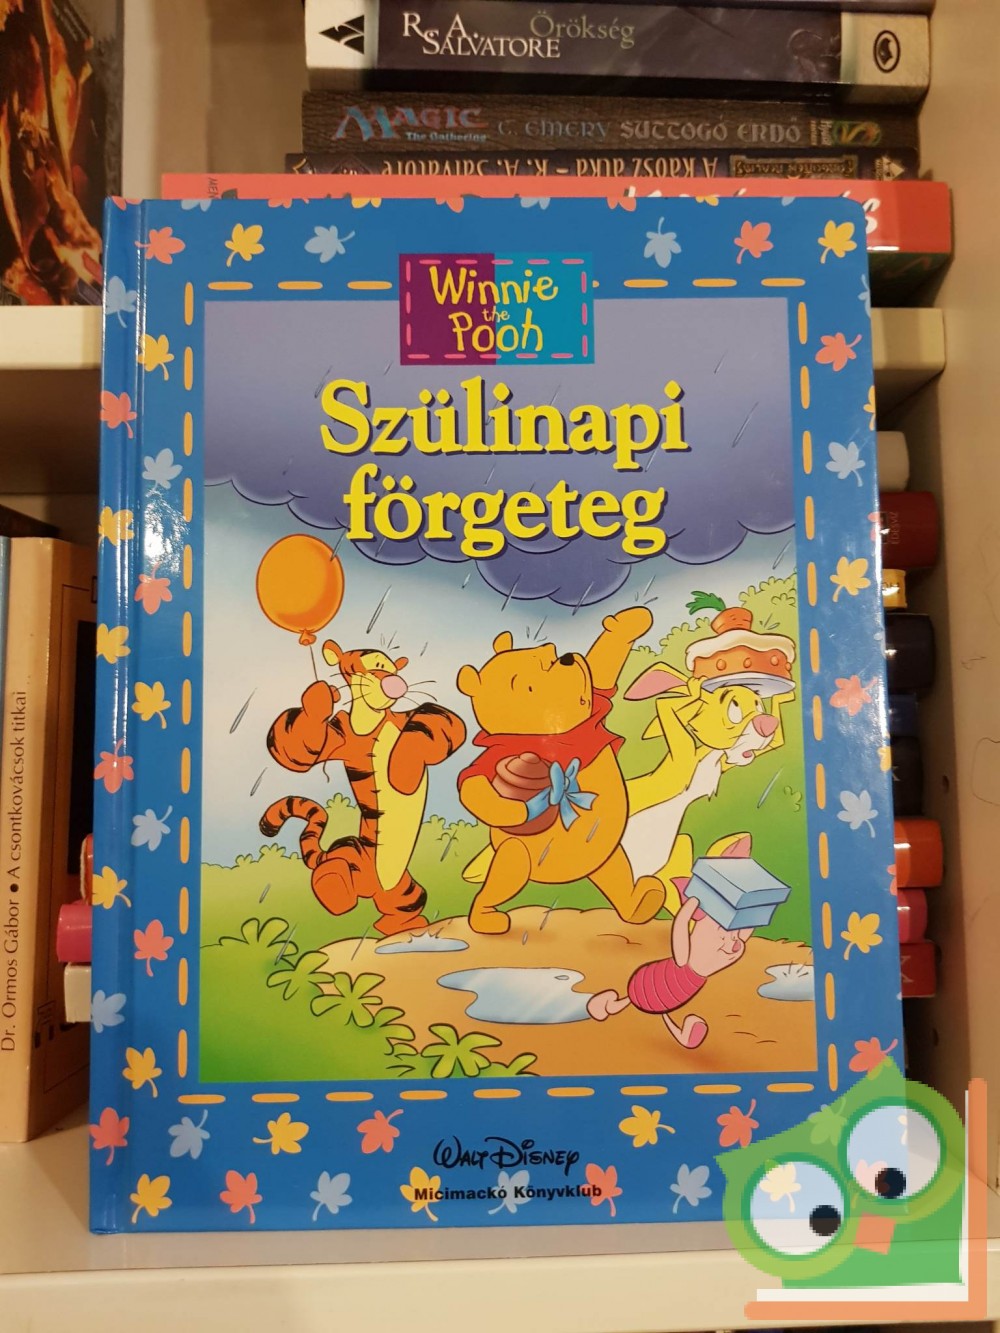 R. A.
SALVATORE
Örökség
MAGIC
The Gathering
C. EMERY SUTTOGÓ ERDŐ
A KÁOSZ ÁTKA – R. A. SALVATORE
Winnie
the
Pooh
Szülinapi
förgeteg
Dr. Ormos Gábor • A csontkovácsok titkai
WALT DISNEY
Micimackó Könyvklub